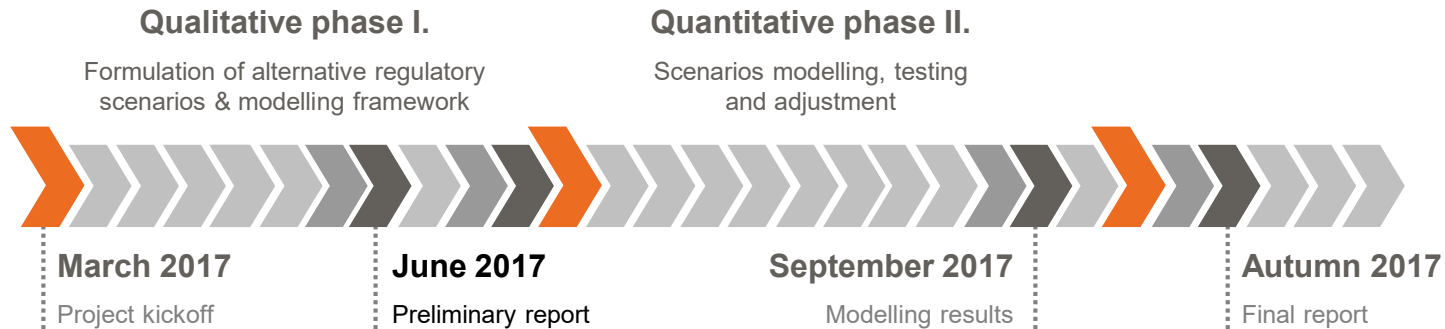 Qualitative phase I.
Formulation of alternative regulatory
scenarios & modelling framework
Quantitative phase II.
Scenarios modelling, testing
and adjustment
March 2017
Project kickoff
June 2017
Preliminary report
September 2017
Modelling results
Autumn 2017
Final report